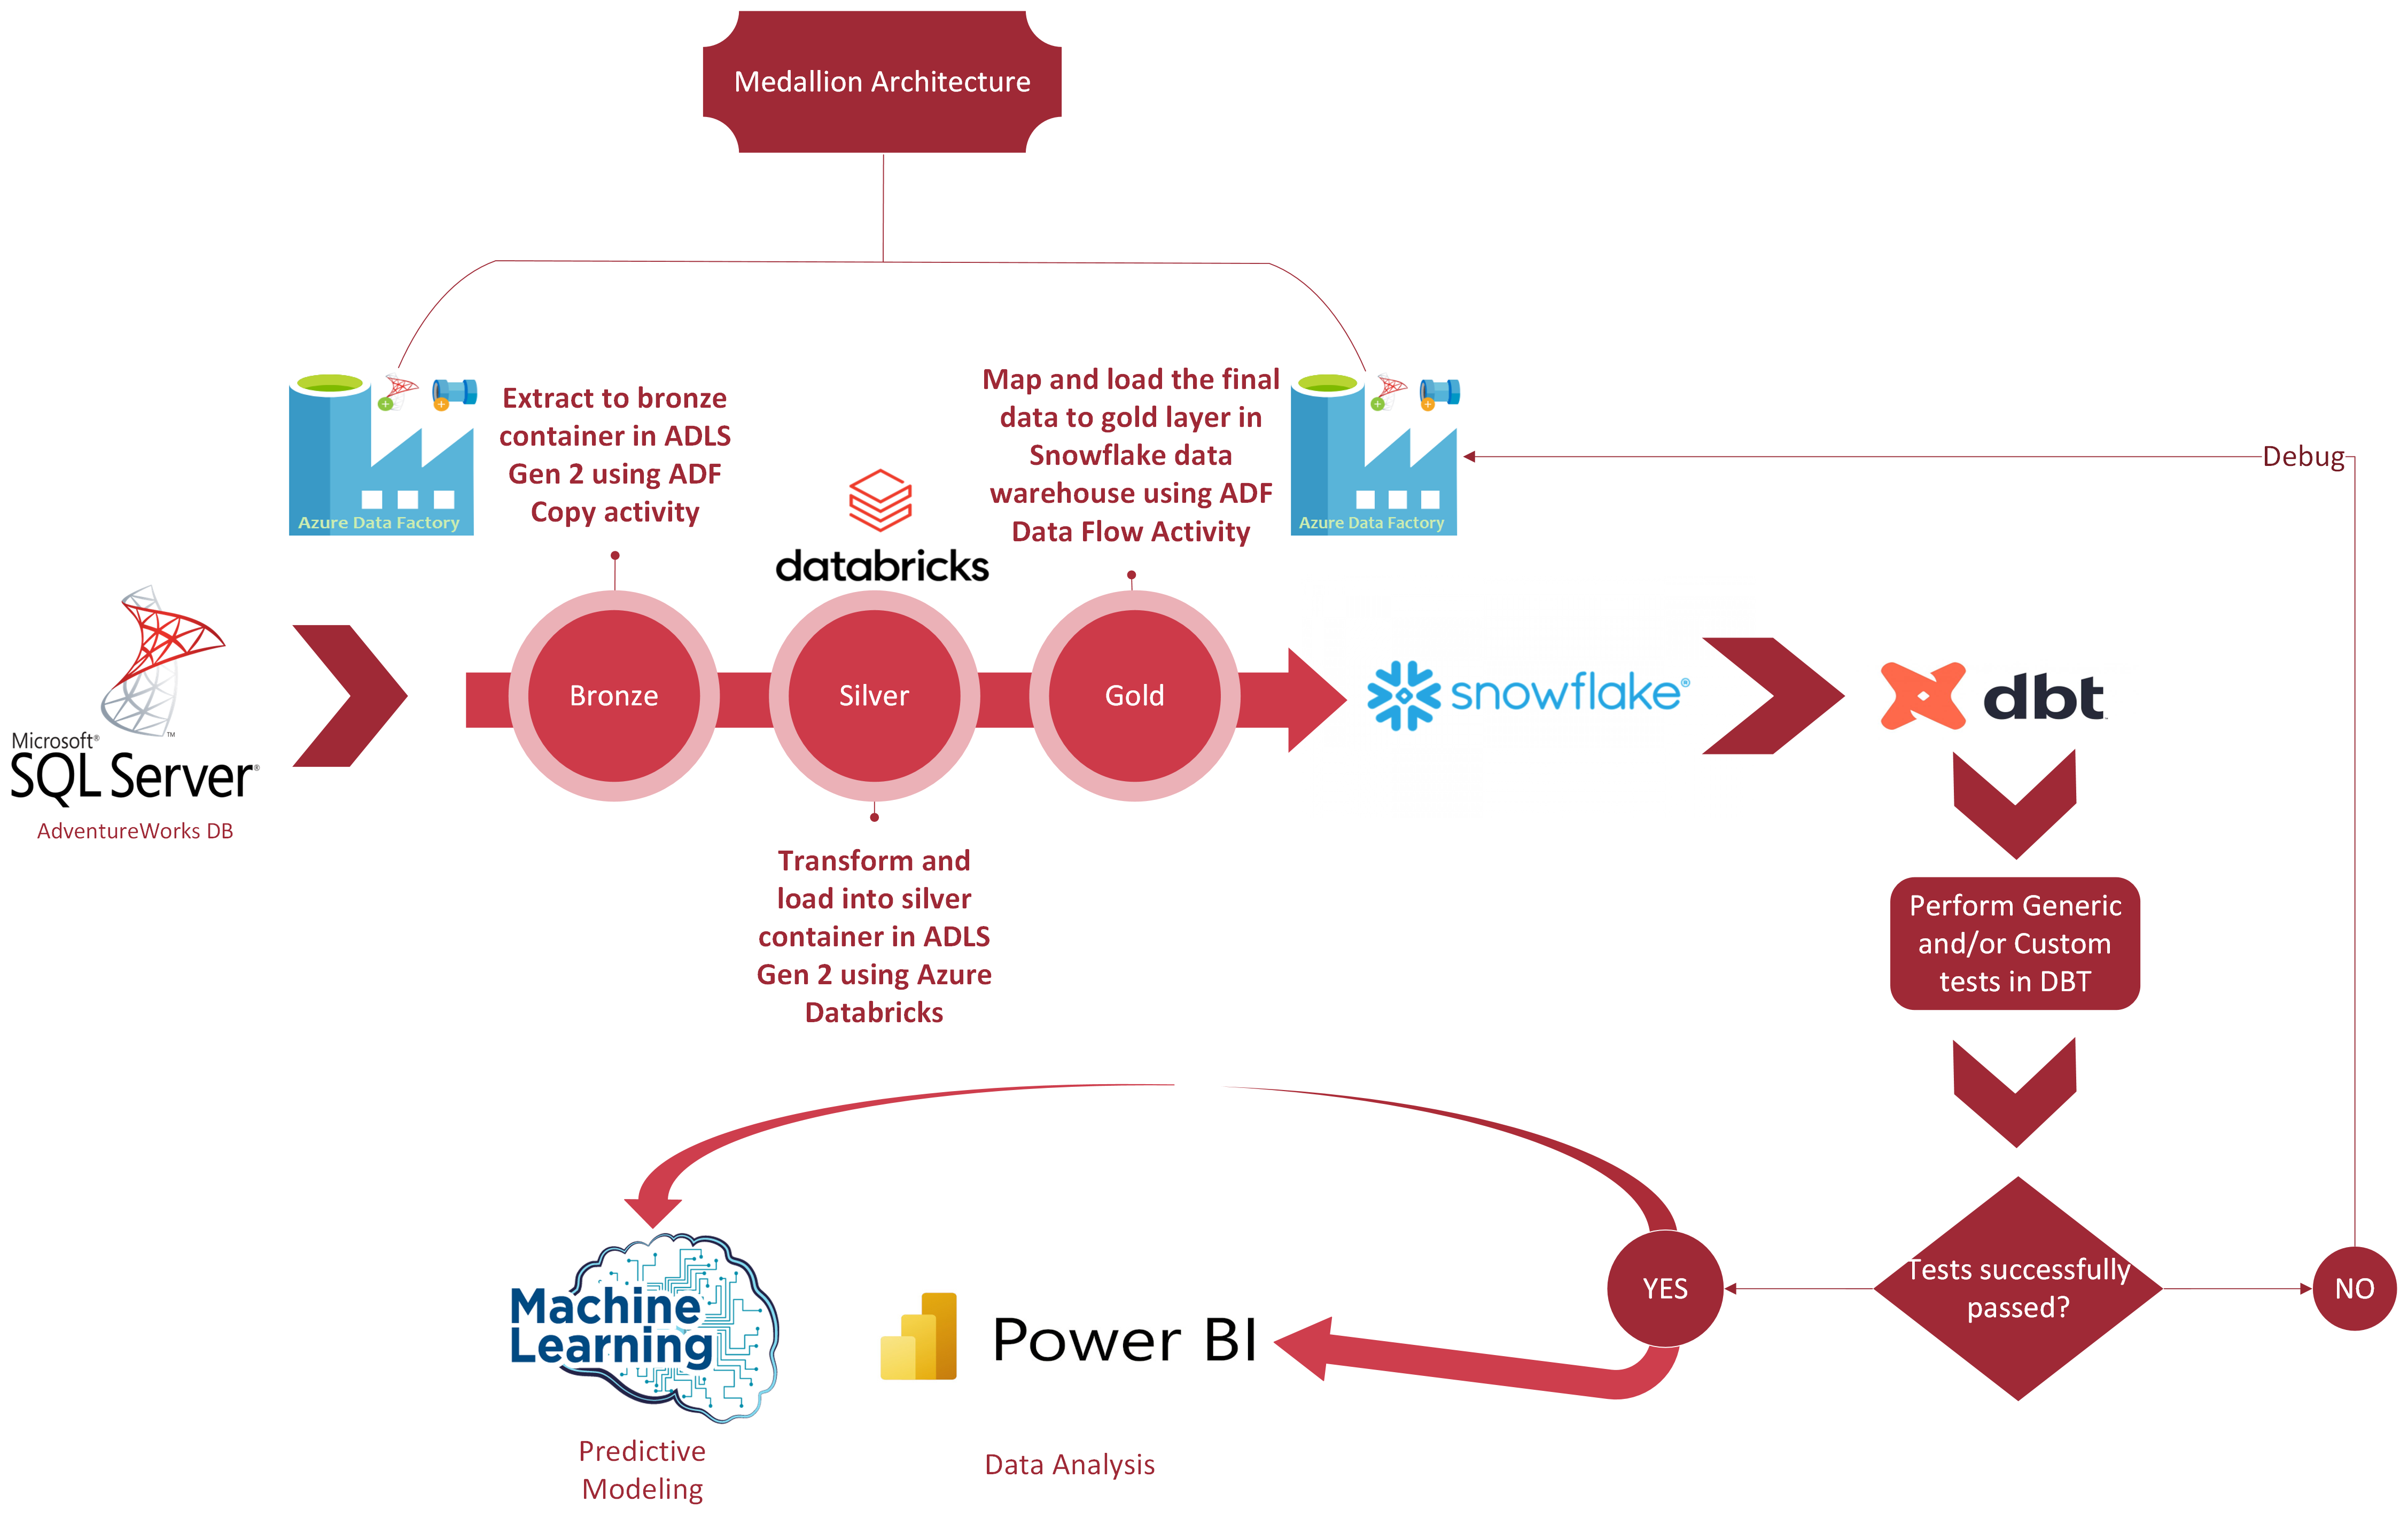 Medallion Architecture
Extract to bronze
container in ADLS
Gen 2 using ADF
Copy activity
Map and load the final
data to gold layer in
Snowflake data
warehouse using ADF
Data Flow Activity
Azure Data Factory
Azure Data Factory
Debug
databricks
Microsoft®
SQL Server®
™
AdventureWorks DB
Bronze
Silver
Gold
snowflake®
dbt
Transform and
load into silver
container in ADLS
Gen 2 using Azure
Databricks
Perform Generic
and/or Custom
tests in DBT
Tests successfully
passed?
YES
NO
Machine
Learning
Power BI
Predictive
Modeling
Data Analysis